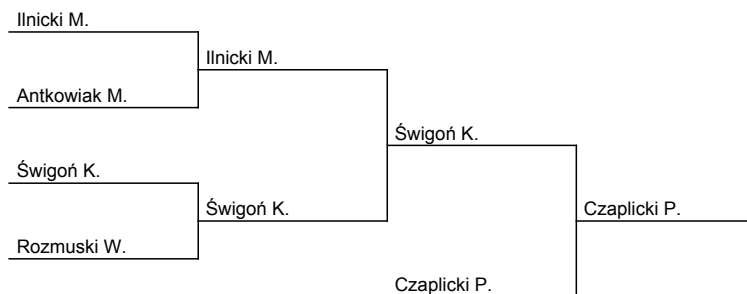 Ilnicki M.
Ilnicki M.
Antkowiak M.
Świgoń K.
Świgoń K.
Świgoń K.
Czaplicki P.
Rozmuski W.
Czaplicki P.